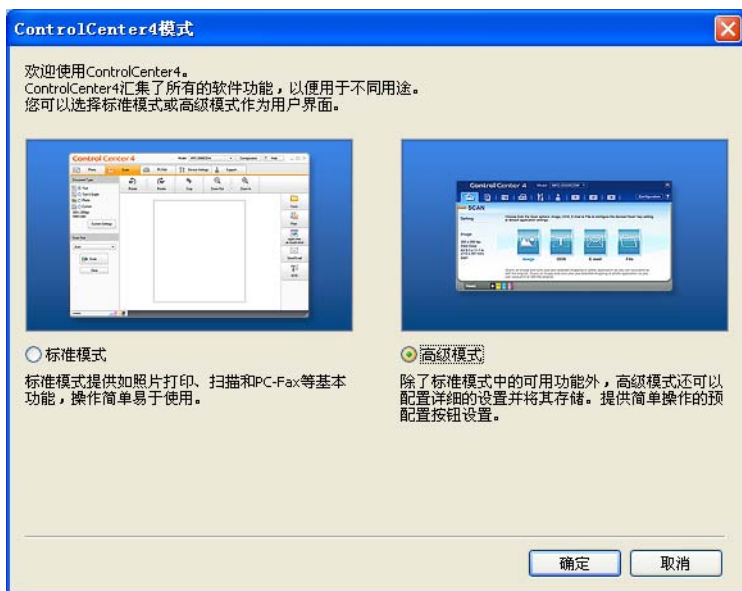 ControlCenter4模式
欢迎使用ControlCenter4。
ControlCenter4汇集了所有的软件功能，以便用于不同用途。
您可以选择标准模式或高级模式作为用户界面。
Control Center 4
Control Center 4
SCAN
Image
OCR
E-mail
File
标准模式
标准模式提供如照片打印、扫描和PC-Fax等基本
功能，操作简单易于使用。
高级模式
除了标准模式中的可用功能外，高级模式还可以
配置详细的设置并将其存储。提供简单操作的预
配置按钮设置。
确定
取消